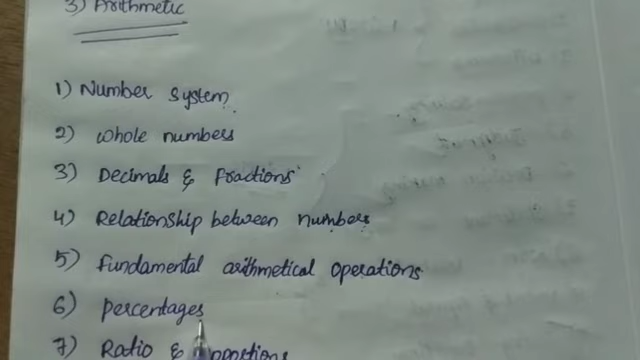 3) Arithmetic
1) Number System
2) Whole numbers
3) Decimals & Fractions
4) Relationship between numbers
5) Fundamental arithmetical operations
6) Percentages
7) Ratio &